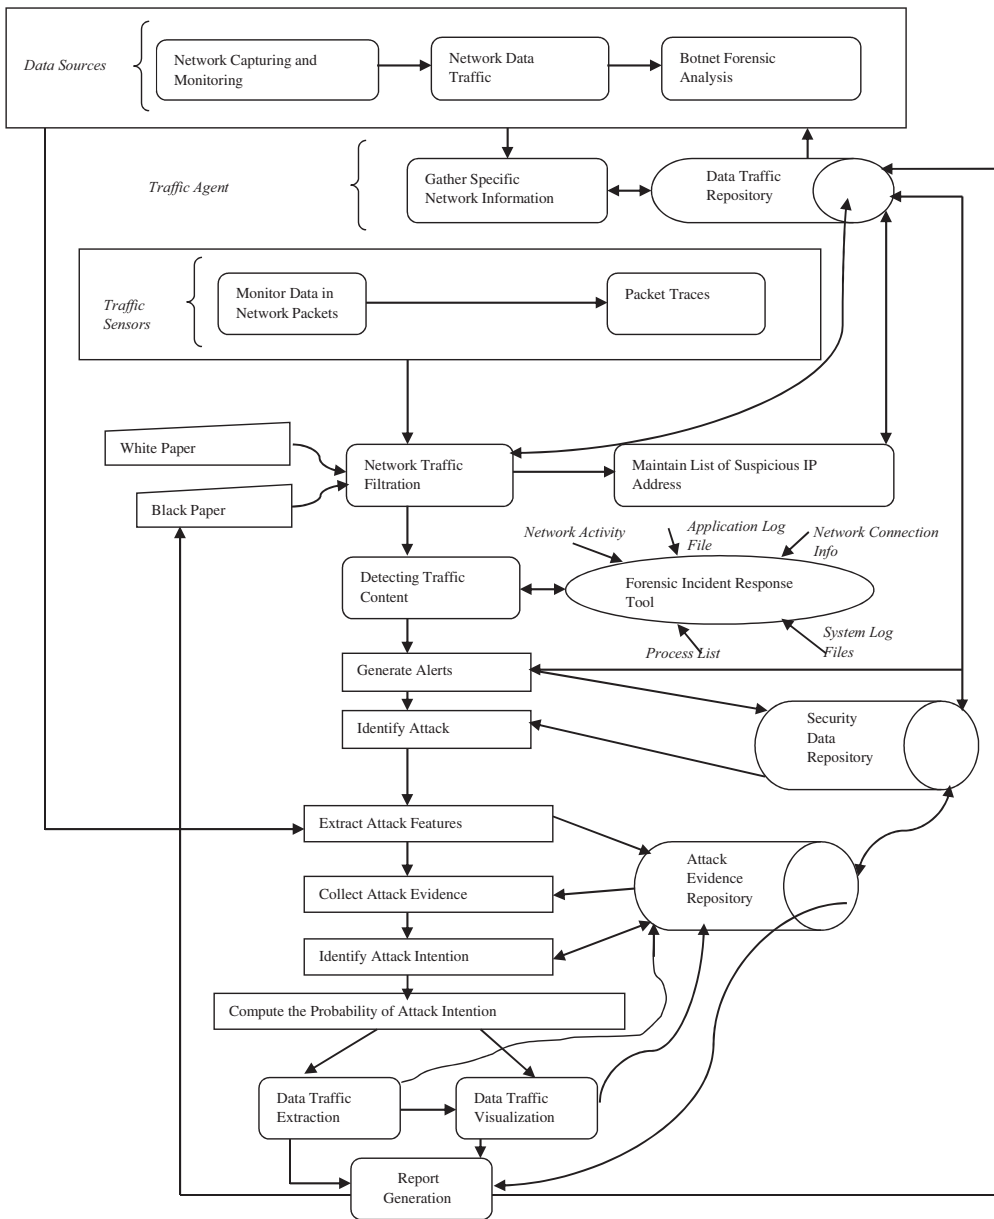 Data Sources
Network Capturing and
Monitoring
Network Data
Traffic
Botnet Forensic
Analysis
Traffic Agent
Gather Specific
Network Information
Data Traffic
Repository
Traffic
Sensors
Monitor Data in
Network Packets
Packet Traces
White Paper
Black Paper
Network Traffic
Filtration
Maintain List of Suspicious IP
Address
Network Activity
Application Log
File
Network Connection
Info
Detecting Traffic
Content
Forensic Incident Response
Tool
Process List
System Log
Files
Generate Alerts
Identify Attack
Security
Data
Repository
Extract Attack Features
Collect Attack Evidence
Attack
Evidence
Repository
Identify Attack Intention
Compute the Probability of Attack Intention
Data Traffic
Extraction
Data Traffic
Visualization
Report
Generation